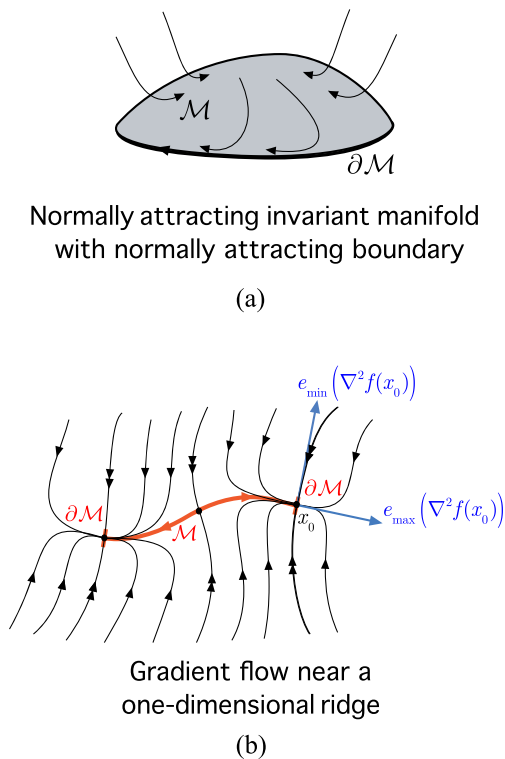 ℳ
∂ℳ
Normally attracting invariant manifold
with normally attracting boundary
(a)
e_min(∇²f(x₀))
∂ℳ
∂ℳ
ℳ
x₀
e_max(∇²f(x₀))
Gradient flow near a
one-dimensional ridge
(b)